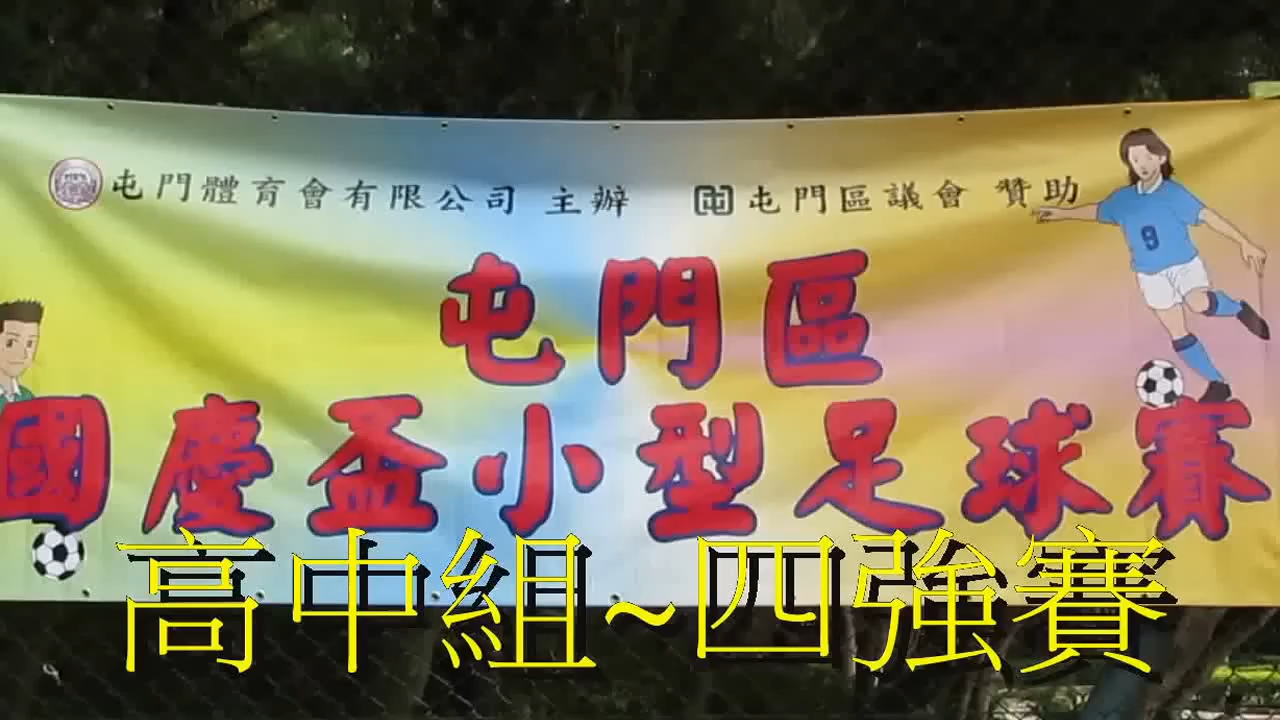 屯門體育會有限公司 主辦 屯門區議會 贊助
9
屯門區
國慶盃小型足球賽
高中組~四強賽